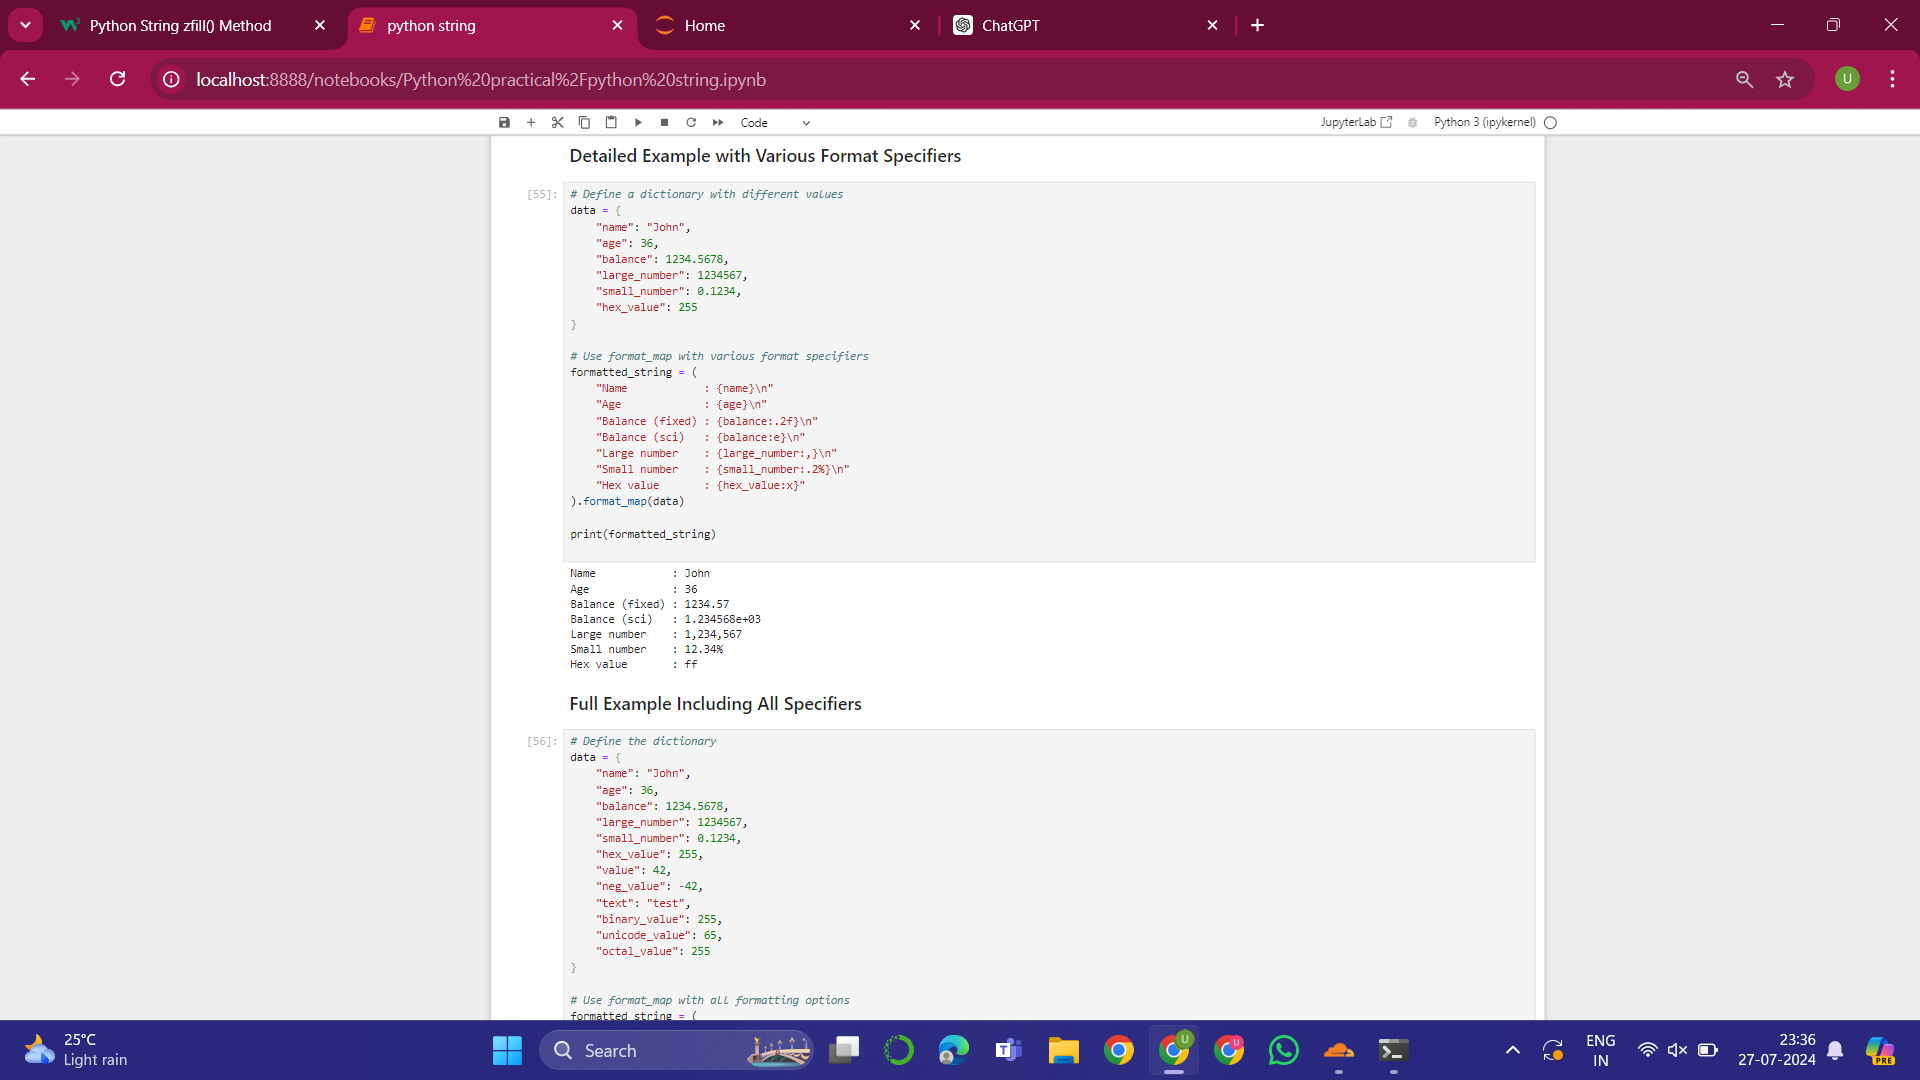 Python String zfill() Method
python string
Home
ChatGPT
localhost:8888/notebooks/Python%20practical%2Fpython%20string.ipynb
U
Code
JupyterLab
Python 3 (ipykernel)
Detailed Example with Various Format Specifiers
[55]:
# Define a dictionary with different values
data = {
    "name": "John",
    "age": 36,
    "balance": 1234.5678,
    "large_number": 1234567,
    "small_number": 0.1234,
    "hex_value": 255
}
# Use format_map with various format specifiers
formatted_string = (
    "Name            : {name}\n"
    "Age             : {age}\n"
    "Balance (fixed) : {balance:.2f}\n"
    "Balance (sci)   : {balance:e}\n"
    "Large number    : {large_number:,}\n"
    "Small number    : {small_number:.2%}\n"
    "Hex value       : {hex_value:x}"
).format_map(data)
print(formatted_string)
Name            : John
Age             : 36
Balance (fixed) : 1234.57
Balance (sci)   : 1.234568e+03
Large number    : 1,234,567
Small number    : 12.34%
Hex value       : ff
Full Example Including All Specifiers
[56]:
# Define the dictionary
data = {
    "name": "John",
    "age": 36,
    "balance": 1234.5678,
    "large_number": 1234567,
    "small_number": 0.1234,
    "hex_value": 255,
    "value": 42,
    "neg_value": -42,
    "text": "test",
    "binary_value": 255,
    "unicode_value": 65,
    "octal_value": 255
}
# Use format_map with all formatting options
formatted string = (
25°C
Light rain
Search
U
U
ENG
IN
23:36
27-07-2024
PRE